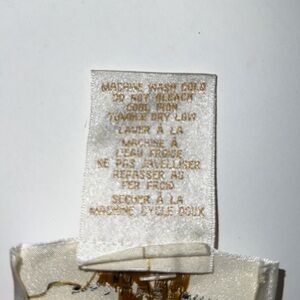 MACHINE WASH COLD
DO NOT BLEACH
COOL IRON
TUMBLE DRY LOW
LAVER À LA
MACHINE À
L'EAU FROIDE
NE PAS JAVELLISER
REPASSER AU
FER FROID
SECHER À LA
MACHINE CYCLE DOUX